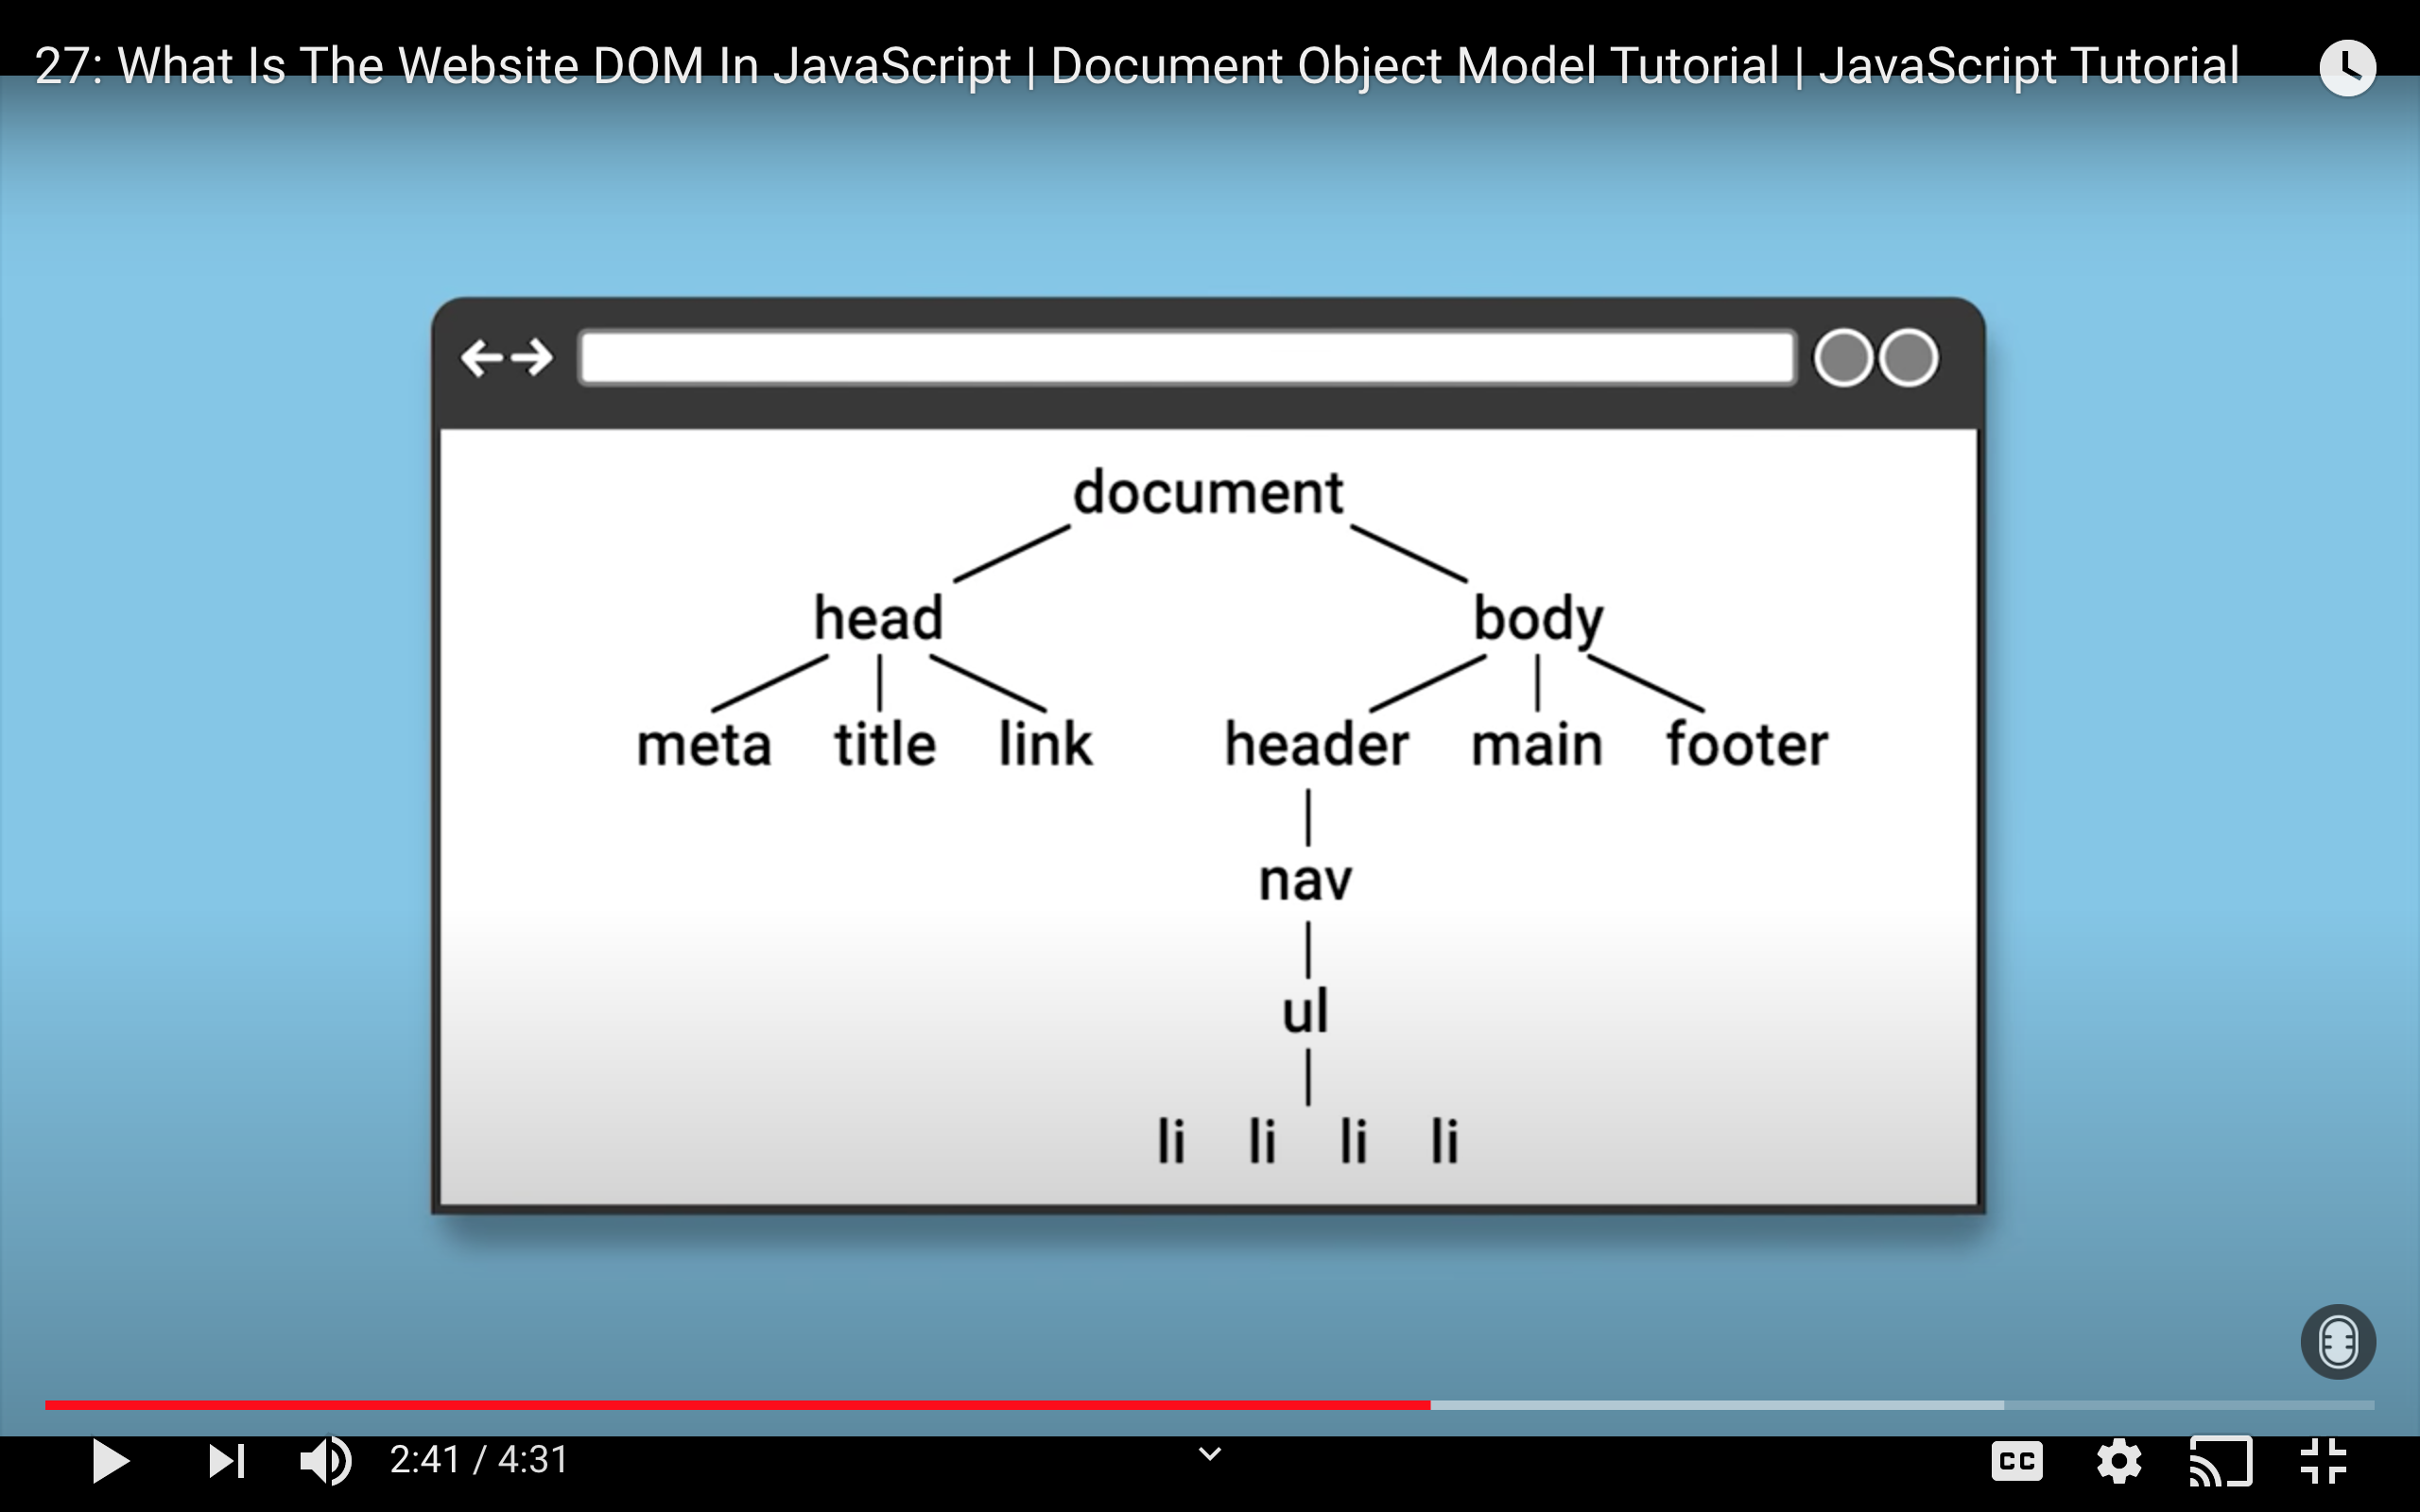 27: What Is The Website DOM In JavaScript | Document Object Model Tutorial | JavaScript Tutorial
document
head body
meta title link header main footer
nav
ul
li li li li
2:41 / 4:31
CC